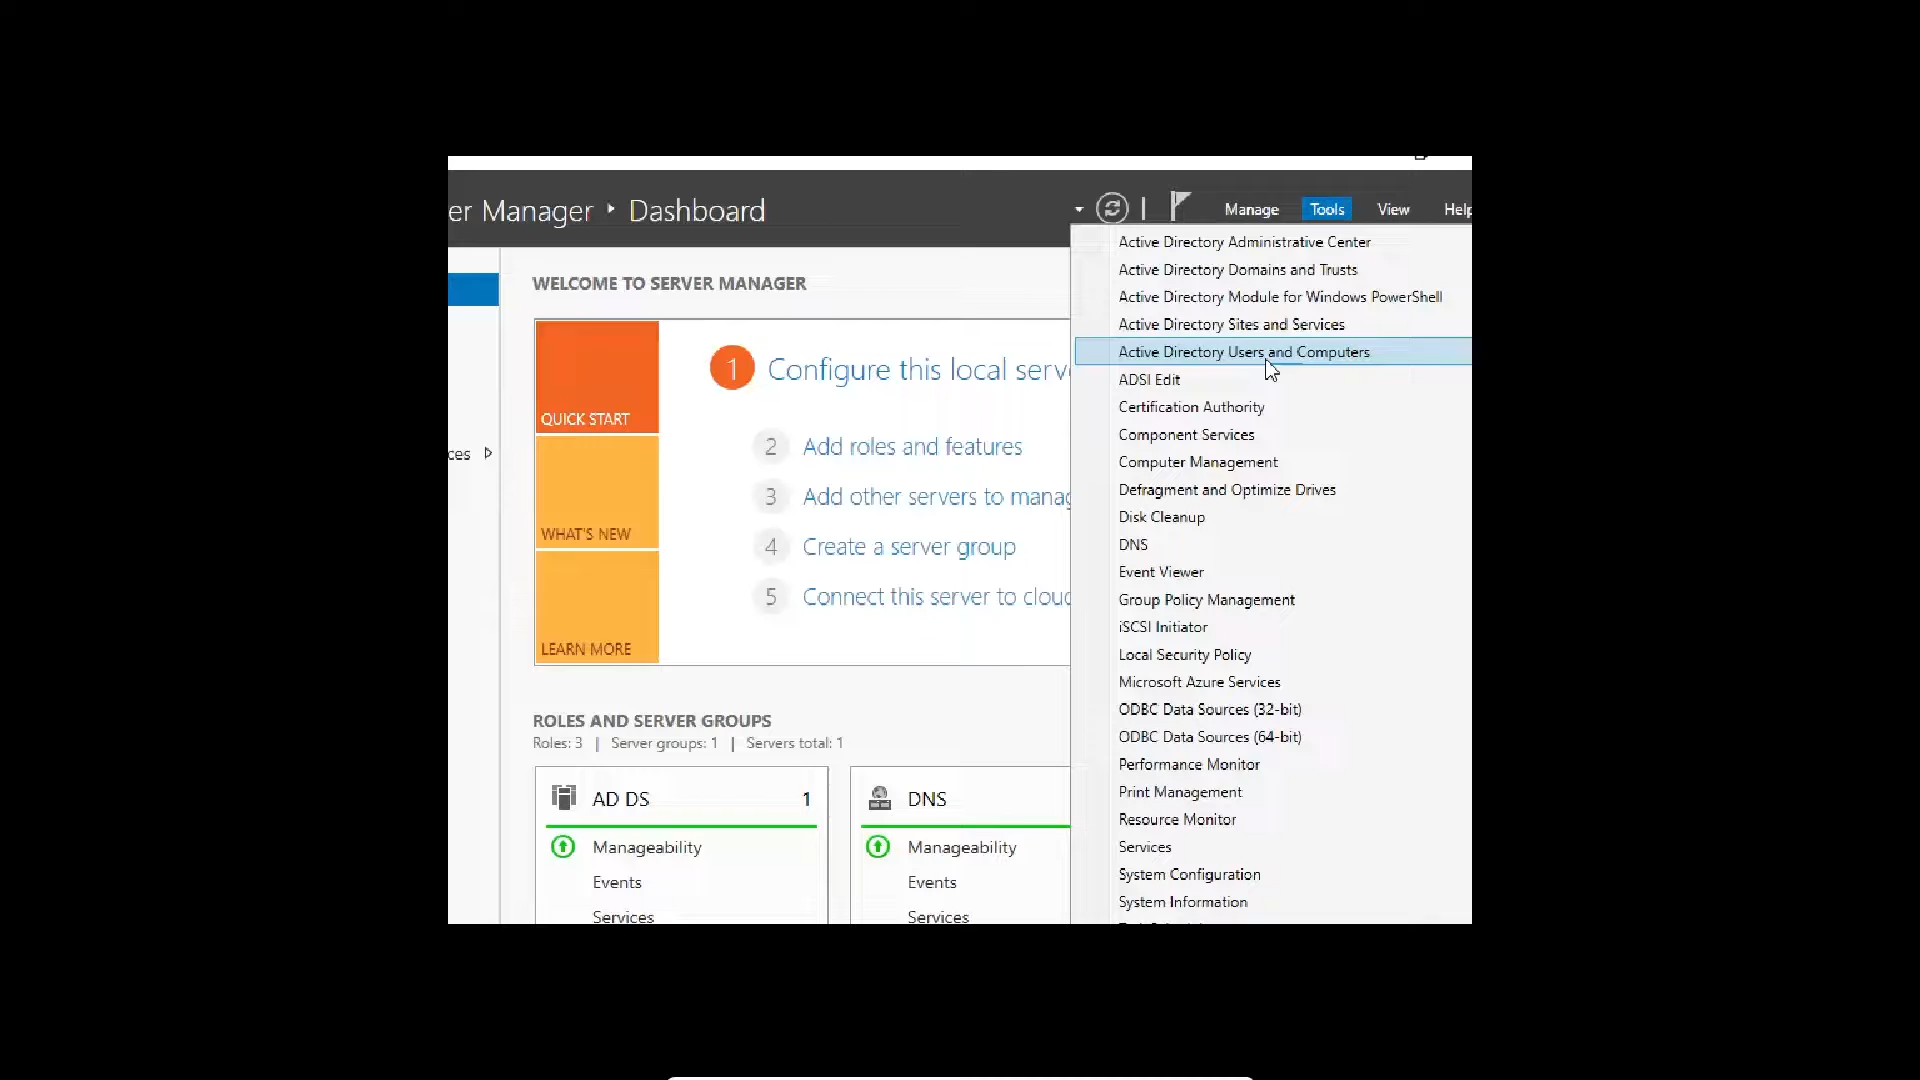 er Manager ‣ Dashboard
Manage Tools View Help
WELCOME TO SERVER MANAGER
QUICK START
WHAT'S NEW
LEARN MORE
1 Configure this local serv
2 Add roles and features
3 Add other servers to manag
4 Create a server group
5 Connect this server to cloud
ces
ROLES AND SERVER GROUPS
Roles: 3 | Server groups: 1 | Servers total: 1
AD DS 1
Manageability
Events
Services
DNS
Manageability
Events
Services
Active Directory Administrative Center
Active Directory Domains and Trusts
Active Directory Module for Windows PowerShell
Active Directory Sites and Services
Active Directory Users and Computers
ADSI Edit
Certification Authority
Component Services
Computer Management
Defragment and Optimize Drives
Disk Cleanup
DNS
Event Viewer
Group Policy Management
iSCSI Initiator
Local Security Policy
Microsoft Azure Services
ODBC Data Sources (32-bit)
ODBC Data Sources (64-bit)
Performance Monitor
Print Management
Resource Monitor
Services
System Configuration
System Information